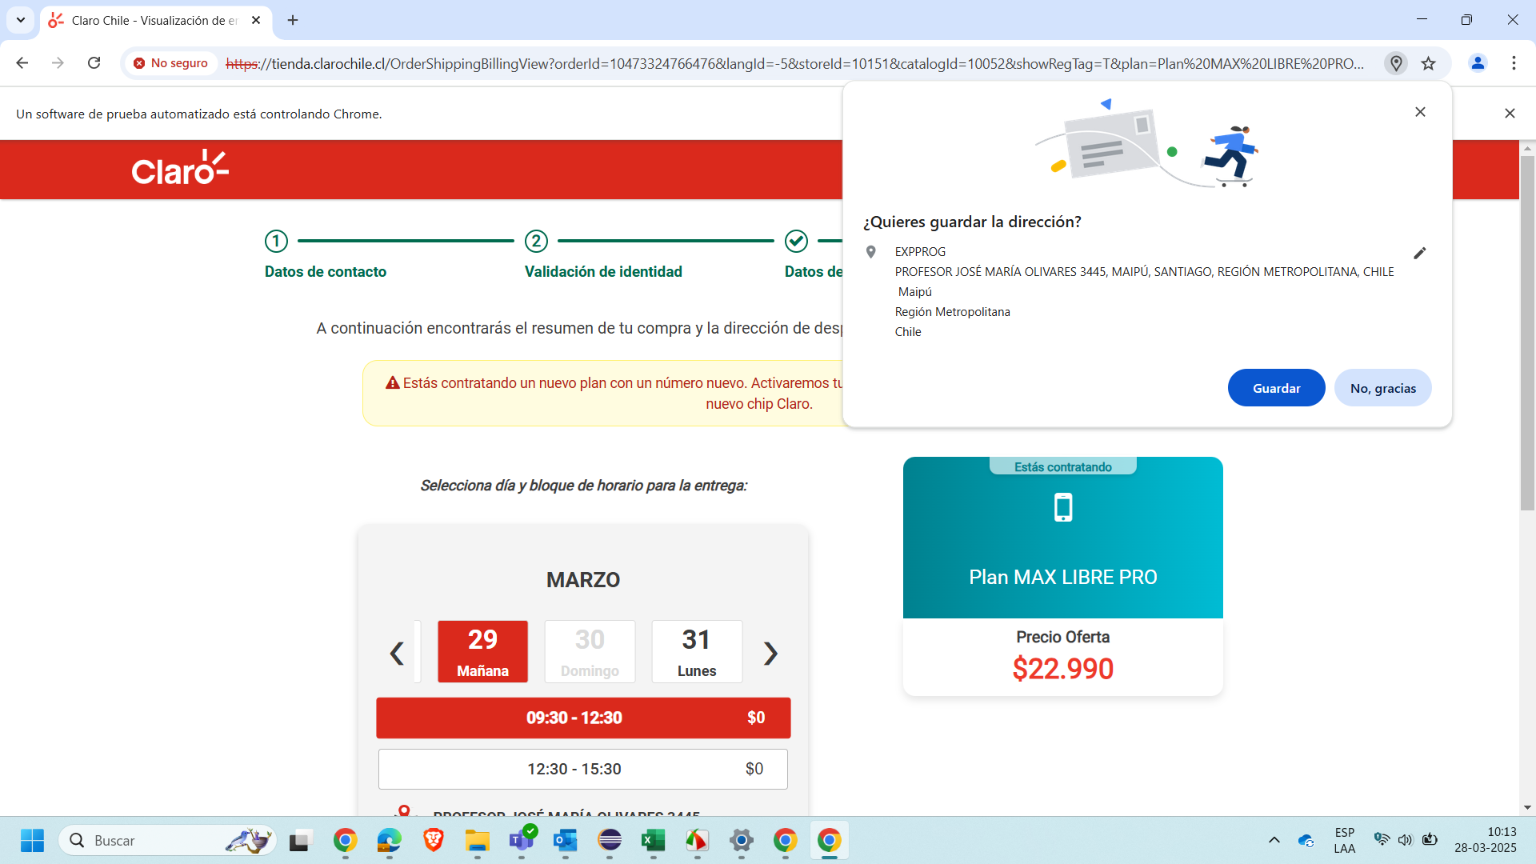 Claro Chile - Visualización de e
No seguro
https://tienda.clarochile.cl/OrderShippingBillingView?orderId=10473324766476&langId=-5&storeId=10151&catalogId=10052&showRegTag=T&plan=Plan%20MAX%20LIBRE%20PRO...
Un software de prueba automatizado está controlando Chrome.
Claro
¿Quieres guardar la dirección?
EXPPROG
PROFESOR JOSÉ MARÍA OLIVARES 3445, MAIPÚ, SANTIAGO, REGIÓN METROPOLITANA, CHILE
Maipú
Región Metropolitana
Chile
Guardar
No, gracias
1
2
Datos de contacto
Validación de identidad
Datos de
A continuación encontrarás el resumen de tu compra y la dirección de des
Estás contratando un nuevo plan con un número nuevo. Activaremos tu
nuevo chip Claro.
Selecciona día y bloque de horario para la entrega:
MARZO
29
Mañana
30
Domingo
31
Lunes
09:30 - 12:30 $0
12:30 - 15:30 $0
PROFESOR JOSÉ MARÍA OLIVARES 3445
Estás contratando
Plan MAX LIBRE PRO
Precio Oferta
$22.990
Buscar
ESP
LAA
10:13
28-03-2025